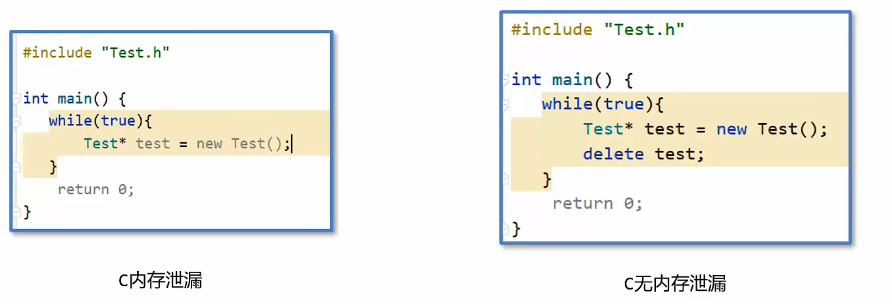 #include "Test.h"
int main() {
while(true){
Test* test = new Test();
}
return 0;
}
C内存泄漏
#include "Test.h"
int main() {
while(true){
Test* test = new Test();
delete test;
}
return 0;
}
C无内存泄漏